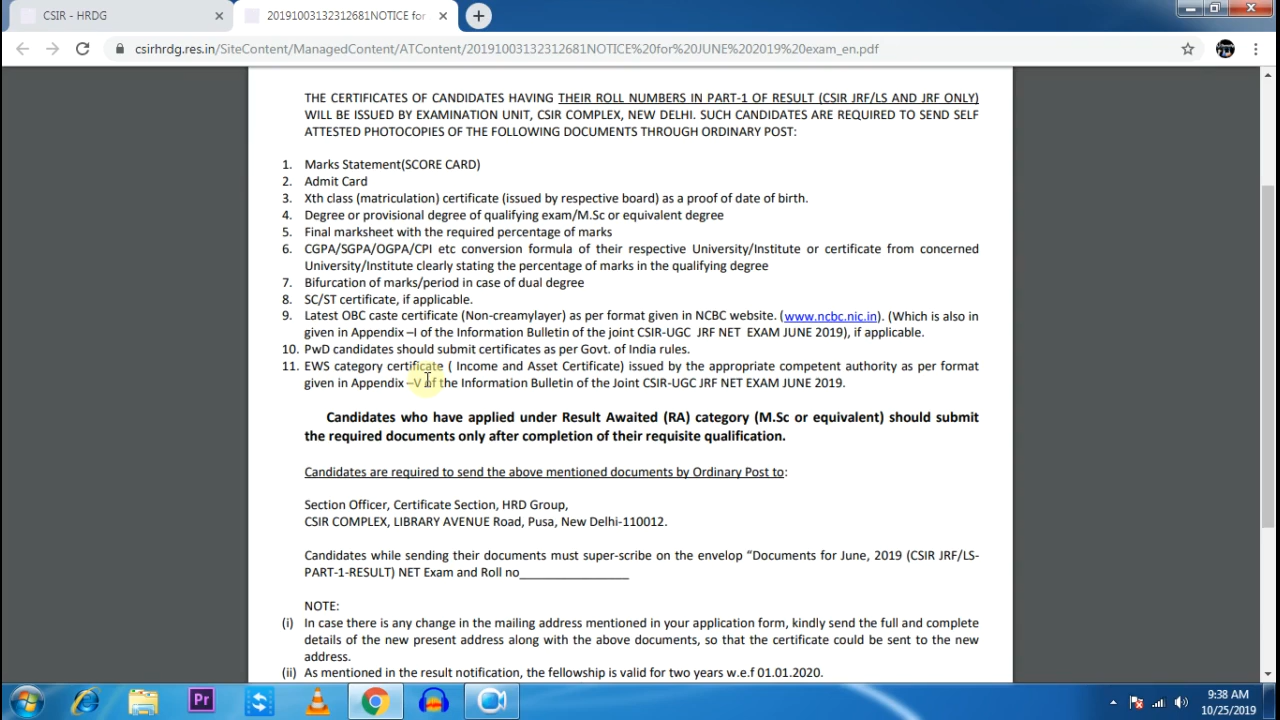 CSIR - HRDG
20191003132312681NOTICE for
csirhrdg.res.in/SiteContent/ManagedContent/ATContent/20191003132312681NOTICE%20for%20JUNE%202019%20exam_en.pdf
THE CERTIFICATES OF CANDIDATES HAVING THEIR ROLL NUMBERS IN PART-1 OF RESULT (CSIR JRF/LS AND JRF ONLY)
WILL BE ISSUED BY EXAMINATION UNIT, CSIR COMPLEX, NEW DELHI. SUCH CANDIDATES ARE REQUIRED TO SEND SELF
ATTESTED PHOTOCOPIES OF THE FOLLOWING DOCUMENTS THROUGH ORDINARY POST:
1. Marks Statement(SCORE CARD)
2. Admit Card
3. Xth class (matriculation) certificate (issued by respective board) as a proof of date of birth.
4. Degree or provisional degree of qualifying exam/M.Sc or equivalent degree
5. Final marksheet with the required percentage of marks
6. CGPA/SGPA/OGPA/CPI etc conversion formula of their respective University/Institute or certificate from concerned
University/Institute clearly stating the percentage of marks in the qualifying degree
7. Bifurcation of marks/period in case of dual degree
8. SC/ST certificate, if applicable.
9. Latest OBC caste certificate (Non-creamylayer) as per format given in NCBC website. (www.ncbc.nic.in). (Which is also in
given in Appendix –I of the Information Bulletin of the joint CSIR-UGC JRF NET EXAM JUNE 2019), if applicable.
10. PwD candidates should submit certificates as per Govt. of India rules.
11. EWS category certificate ( Income and Asset Certificate) issued by the appropriate competent authority as per format
given in Appendix –V of the Information Bulletin of the Joint CSIR-UGC JRF NET EXAM JUNE 2019.
Candidates who have applied under Result Awaited (RA) category (M.Sc or equivalent) should submit
the required documents only after completion of their requisite qualification.
Candidates are required to send the above mentioned documents by Ordinary Post to:
Section Officer, Certificate Section, HRD Group,
CSIR COMPLEX, LIBRARY AVENUE Road, Pusa, New Delhi-110012.
Candidates while sending their documents must super-scribe on the envelop “Documents for June, 2019 (CSIR JRF/LS-
PART-1-RESULT) NET Exam and Roll no_________________
NOTE:
(i) In case there is any change in the mailing address mentioned in your application form, kindly send the full and complete
details of the new present address along with the above documents, so that the certificate could be sent to the new
address.
(ii) As mentioned in the result notification, the fellowship is valid for two years w.e.f 01.01.2020.
Pr
9:38 AM
10/25/2019